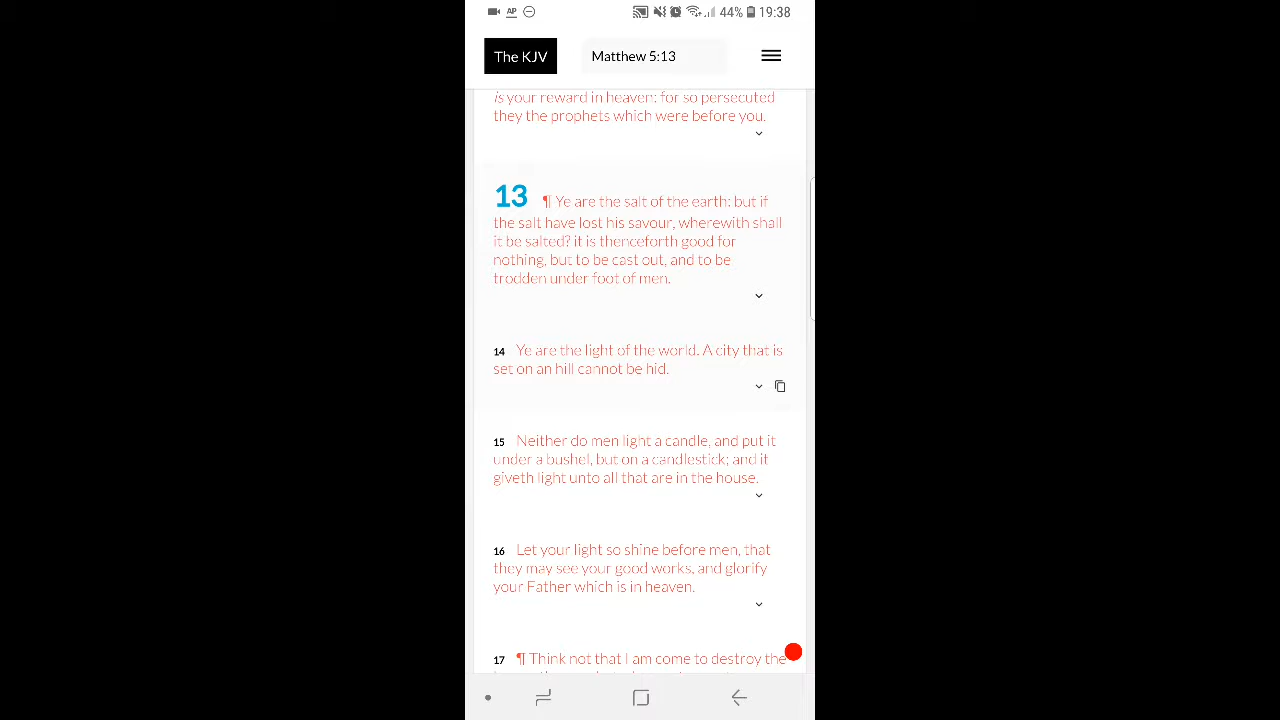 AP 44% 19:38
The KJV Matthew 5:13
is your reward in heaven: for so persecuted
they the prophets which were before you.
13 ¶ Ye are the salt of the earth: but if
the salt have lost his savour, wherewith shall
it be salted? it is thenceforth good for
nothing, but to be cast out, and to be
trodden under foot of men.
14 Ye are the light of the world. A city that is
set on an hill cannot be hid.
15 Neither do men light a candle, and put it
under a bushel, but on a candlestick; and it
giveth light unto all that are in the house.
16 Let your light so shine before men, that
they may see your good works, and glorify
your Father which is in heaven.
17 ¶ Think not that I am come to destroy the